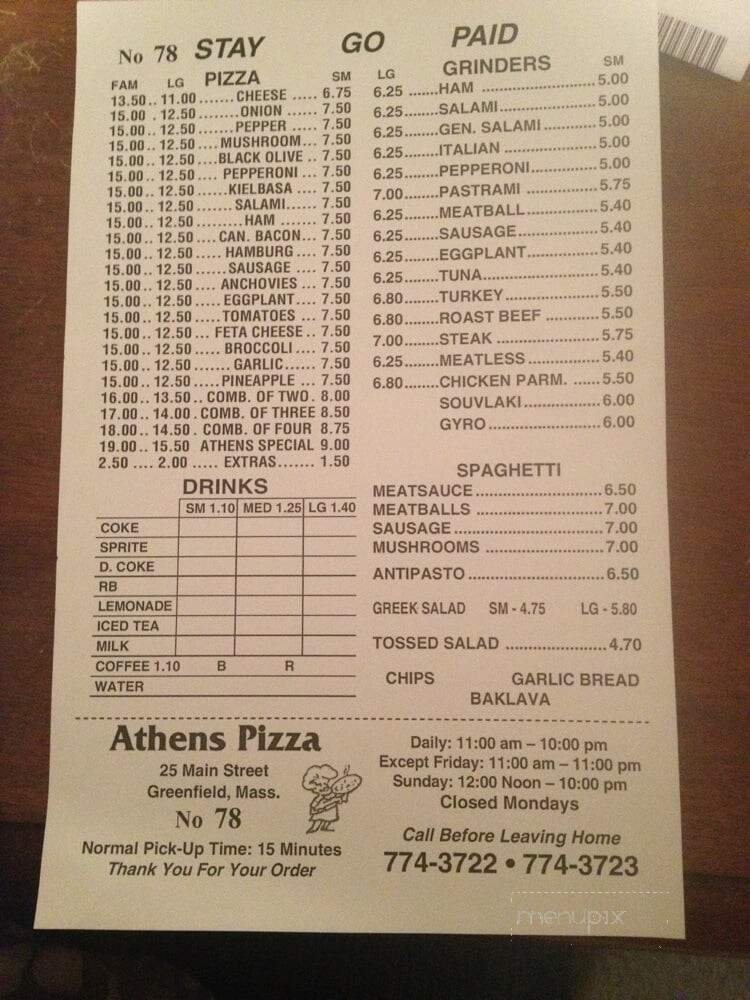 No 78 STAY GO PAID
FAM LG PIZZA SM
13.50.. 11.00 ....... CHEESE ..... 6.75
15.00 . 12.50 ........ ONION ...... 7.50
15.00 .. 12.50 ....... PEPPER ..... 7.50
15.00 .. 12.50 .... MUSHROOM... 7.50
15.00 .. 12.50 ....BLACK OLIVE .. 7.50
15.00 .. 12.50 .... PEPPERONI ... 7.50
15.00 .. 12.50 ......KIELBASA .... 7.50
15.00 .. 12.50 ....... SALAMI...... 7.50
15.00.. 12.50 .........HAM ....... 7.50
15.00.. 12.50 .... CAN. BACON... 7.50
15.00.. 12.50 ..... HAMBURG .... 7.50
15.00.. 12.50 ......SAUSAGE .... 7.50
15.00.. 12.50 .... ANCHOVIES ... 7.50
15.00.. 12.50 ..... EGGPLANT.... 7.50
15.00.. 12.50 .....TOMATOES ... 7.50
15.00.. 12.50 ... FETA CHEESE .. 7.50
15.00.. 12.50 ..... BROCCOLI .... 7.50
15.00.. 12.50 .......GARLIC...... 7.50
15.00.. 12.50 .....PINEAPPLE ... 7.50
16.00.. 13.50 .. COMB. OF TWO. 8.00
17.00.. 14.00 . COMB. OF THREE 8.50
18.00.. 14.50 . COMB. OF FOUR 8.75
19.00.. 15.50 ATHENS SPECIAL 9.00
2.50 .... 2.00 ..... EXTRAS....... 1.50
DRINKS
SM 1.10 MED 1.25 LG 1.40
COKE
SPRITE
D. COKE
RB
LEMONADE
ICED TEA
MILK
COFFEE 1.10 B R
WATER
LG GRINDERS SM
6.25 .......HAM ........................ 5.00
6.25........SALAMI.....................5.00
6.25........GEN. SALAMI.............5.00
6.25........ITALIAN ...................5.00
6.25........PEPPERONI..............5.00
7.00........PASTRAMI ................5.75
6.25........MEATBALL................5.40
6.25........SAUSAGE.................5.40
6.25........EGGPLANT...............5.40
6.25........TUNA.......................5.40
6.80........TURKEY...................5.50
6.80........ROAST BEEF ............5.50
7.00........STEAK .....................5.75
6.25........MEATLESS ...............5.40
6.80........CHICKEN PARM. ......5.50
SOUVLAKI.................6.00
GYRO........................6.00
SPAGHETTI
MEATSAUCE...........................6.50
MEATBALLS ...........................7.00
SAUSAGE................................7.00
MUSHROOMS .........................7.00
ANTIPASTO.............................6.50
GREEK SALAD SM - 4.75 LG - 5.80
TOSSED SALAD ......................4.70
CHIPS GARLIC BREAD
BAKLAVA
Athens Pizza
25 Main Street
Greenfield, Mass.
No 78
Normal Pick-Up Time: 15 Minutes
Thank You For Your Order
Daily: 11:00 am – 10:00 pm
Except Friday: 11:00 am – 11:00 pm
Sunday: 12:00 Noon – 10:00 pm
Closed Mondays
Call Before Leaving Home
774-3722 • 774-3723
menupix